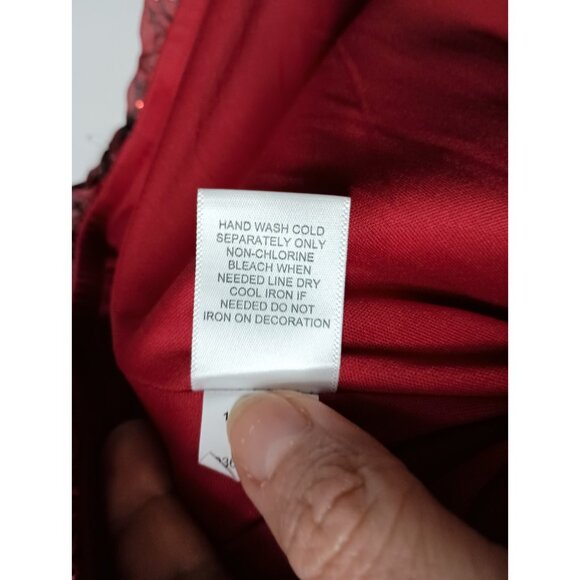 HAND WASH COLD
SEPARATELY ONLY
NON-CHLORINE
BLEACH WHEN
NEEDED LINE DRY
COOL IRON IF
NEEDED DO NOT
IRON ON DECORATION